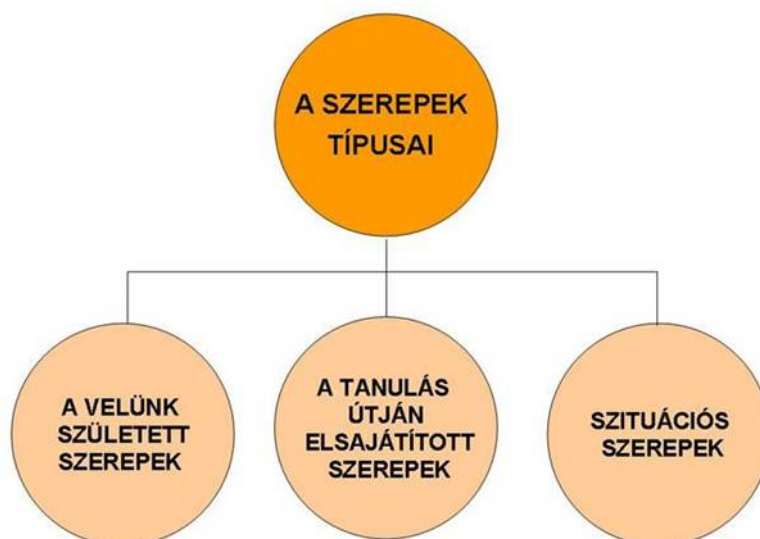 A SZEREPEK
TÍPUSAI
A VELÜNK
SZÜLETETT
SZEREPEK
A TANULÁS
ÚTJÁN
ELSAJÁTÍTOTT
SZEREPEK
SZITUÁCIÓS
SZEREPEK